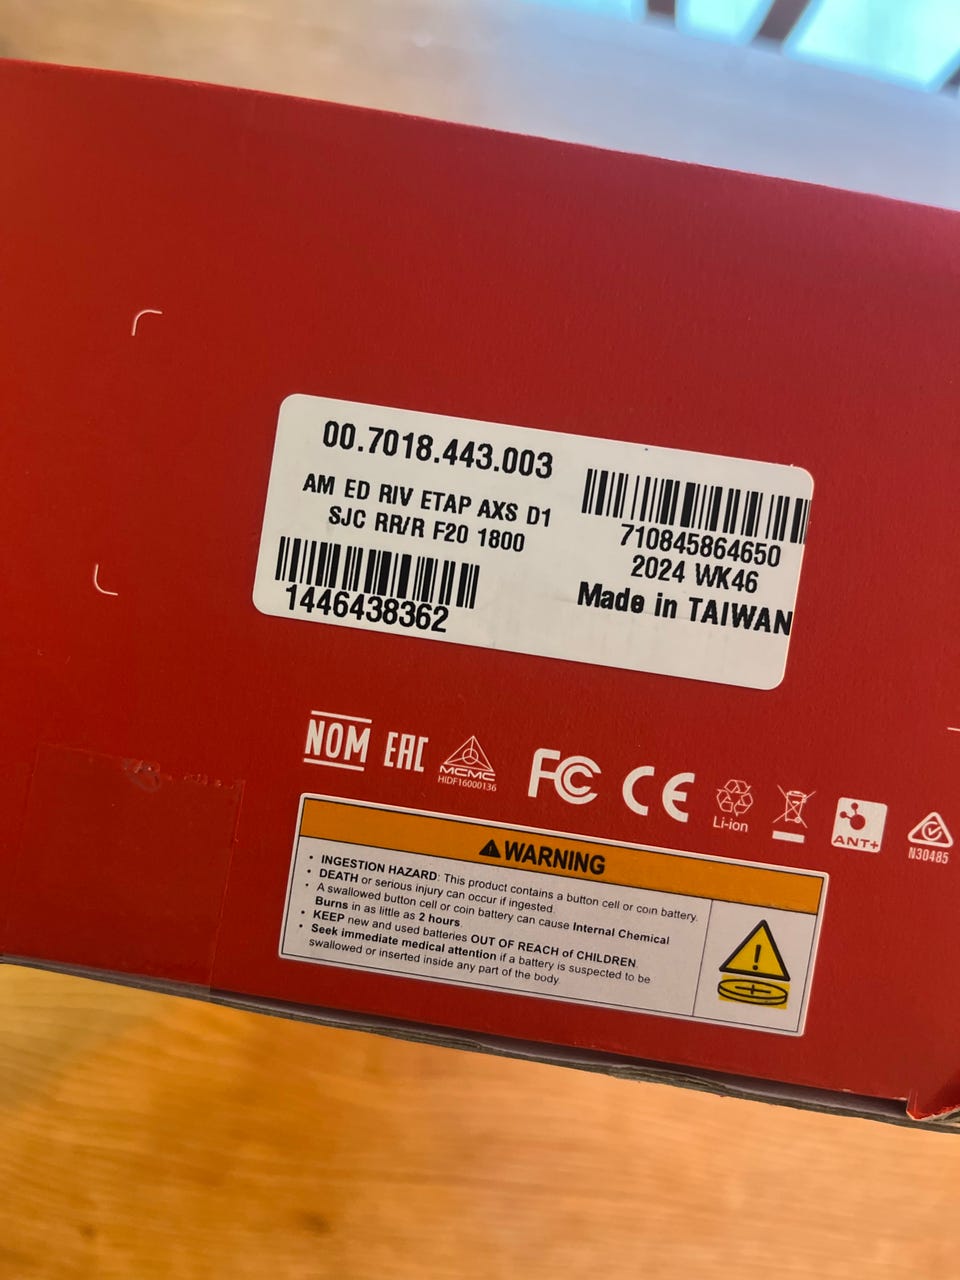 00.7018.443.003
AM ED RIV ETAP AXS D1
SJC RR/R F20 1800
1446438362
710845864650
2024 WK46
Made in TAIWAN
NOM EAC
MCMC
HIDF16000136
FC CE
Li-ion
ANT+
N30485
WARNING
• INGESTION HAZARD: This product contains a button cell or coin battery.
• DEATH or serious injury can occur if ingested.
• A swallowed button cell or coin battery can cause Internal Chemical
Burns in as little as 2 hours.
• KEEP new and used batteries OUT OF REACH of CHILDREN.
• Seek immediate medical attention if a battery is suspected to be
swallowed or inserted inside any part of the body.